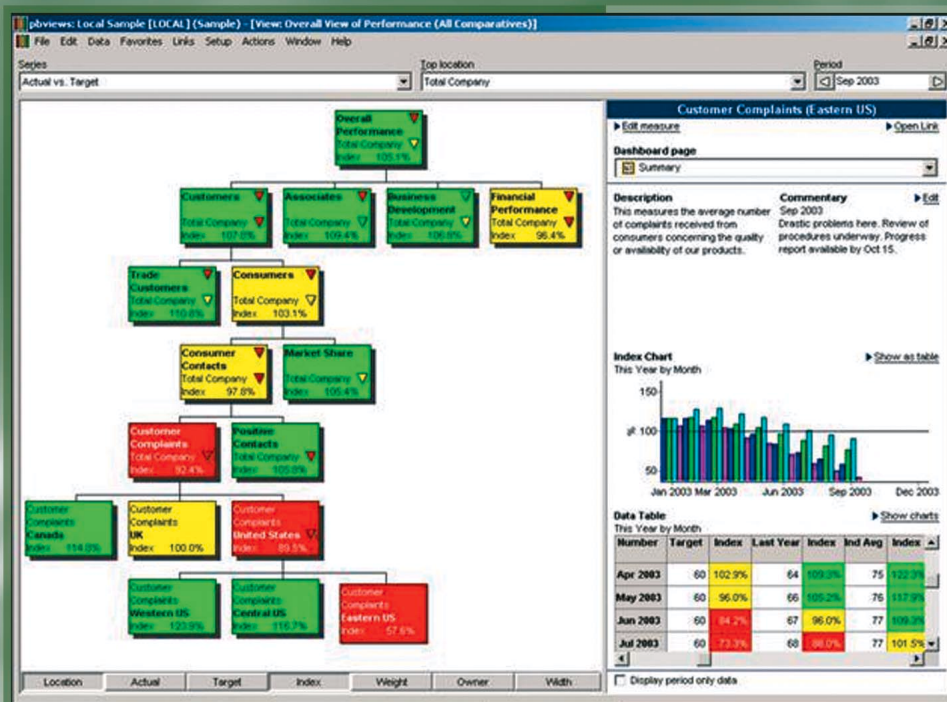 pbviews: Local Sample [LOCAL] (Sample) - [View: Overall View of Performance (All Comparatives)]
File Edit Data Favorites Links Setup Actions Window Help
Series
Top location
Period
Actual vs. Target
Total Company
Sep 2003
Overall
Performance
Total Company
Index 105.1%
Customers
Total Company
Index 107.0%
Associates
Total Company
Index 109.4%
Business
Development
Total Company
Index 106.8%
Financial
Performance
Total Company
Index 96.4%
Trade
Customers
Total Company
Index 110.8%
Consumers
Total Company
Index 103.1%
Consumer
Contacts
Total Company
Index 97.8%
Market Share
Total Company
Index 105.4%
Customer
Complaints
Total Company
Index 92.4%
Positive
Contacts
Total Company
Index 105.8%
Customer
Complaints
Canada
Index 114.0%
Customer
Complaints
UK
Index 100.0%
Customer
Complaints
United States
Index 89.5%
Customer
Complaints
Western US
Index 123.9%
Customer
Complaints
Central US
Index 116.7%
Customer
Complaints
Eastern US
Index 57.6%
Location Actual Target Index Weight Owner Width
Customer Complaints (Eastern US)
Edit measure Open Link
Dashboard page
Summary
Description
This measures the average number
of complaints received from
consumers concerning the quality
or availability of our products.
Commentary Edit
Sep 2003
Drastic problems here. Review of
procedures underway. Progress
report available by Oct 15.
Index Chart Show as table
This Year by Month
150
% 100
50
Jan 2003 Mar 2003 Jun 2003 Sep 2003 Dec 2003
Data Table Show charts
This Year by Month
Number Target Index Last Year Index Ind Avg Index
Apr 2003 60 102.9% 64 109.3% 75 122.3%
May 2003 60 96.0% 66 105.2% 76 117.9%
Jun 2003 60 84.2% 67 96.0% 77 109.3%
Jul 2003 60 73.3% 68 88.0% 77 101.5%
Display period only data